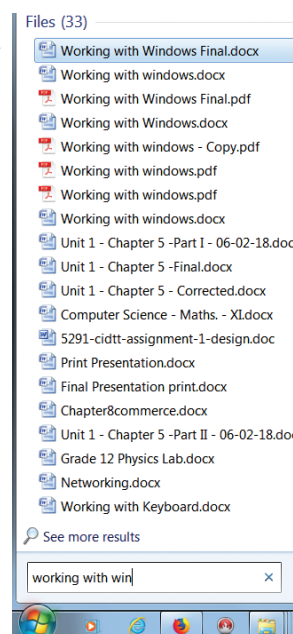 Files (33)
Working with Windows Final.docx
Working with windows.docx
Working with Windows Final.pdf
Working with Windows.docx
Working with windows - Copy.pdf
Working with windows.pdf
Working with windows.pdf
Working with windows.docx
Unit 1 - Chapter 5 -Part I - 06-02-18.doc
Unit 1 - Chapter 5 -Final.docx
Unit 1 - Chapter 5 - Corrected.docx
Computer Science - Maths. - XI.docx
5291-cidtt-assignment-1-design.doc
Print Presentation.docx
Final Presentation print.docx
Chapter8commerce.docx
Unit 1 - Chapter 5 -Part II - 06-02-18.do
Grade 12 Physics Lab.docx
Networking.docx
Working with Keyboard.docx
See more results
working with win